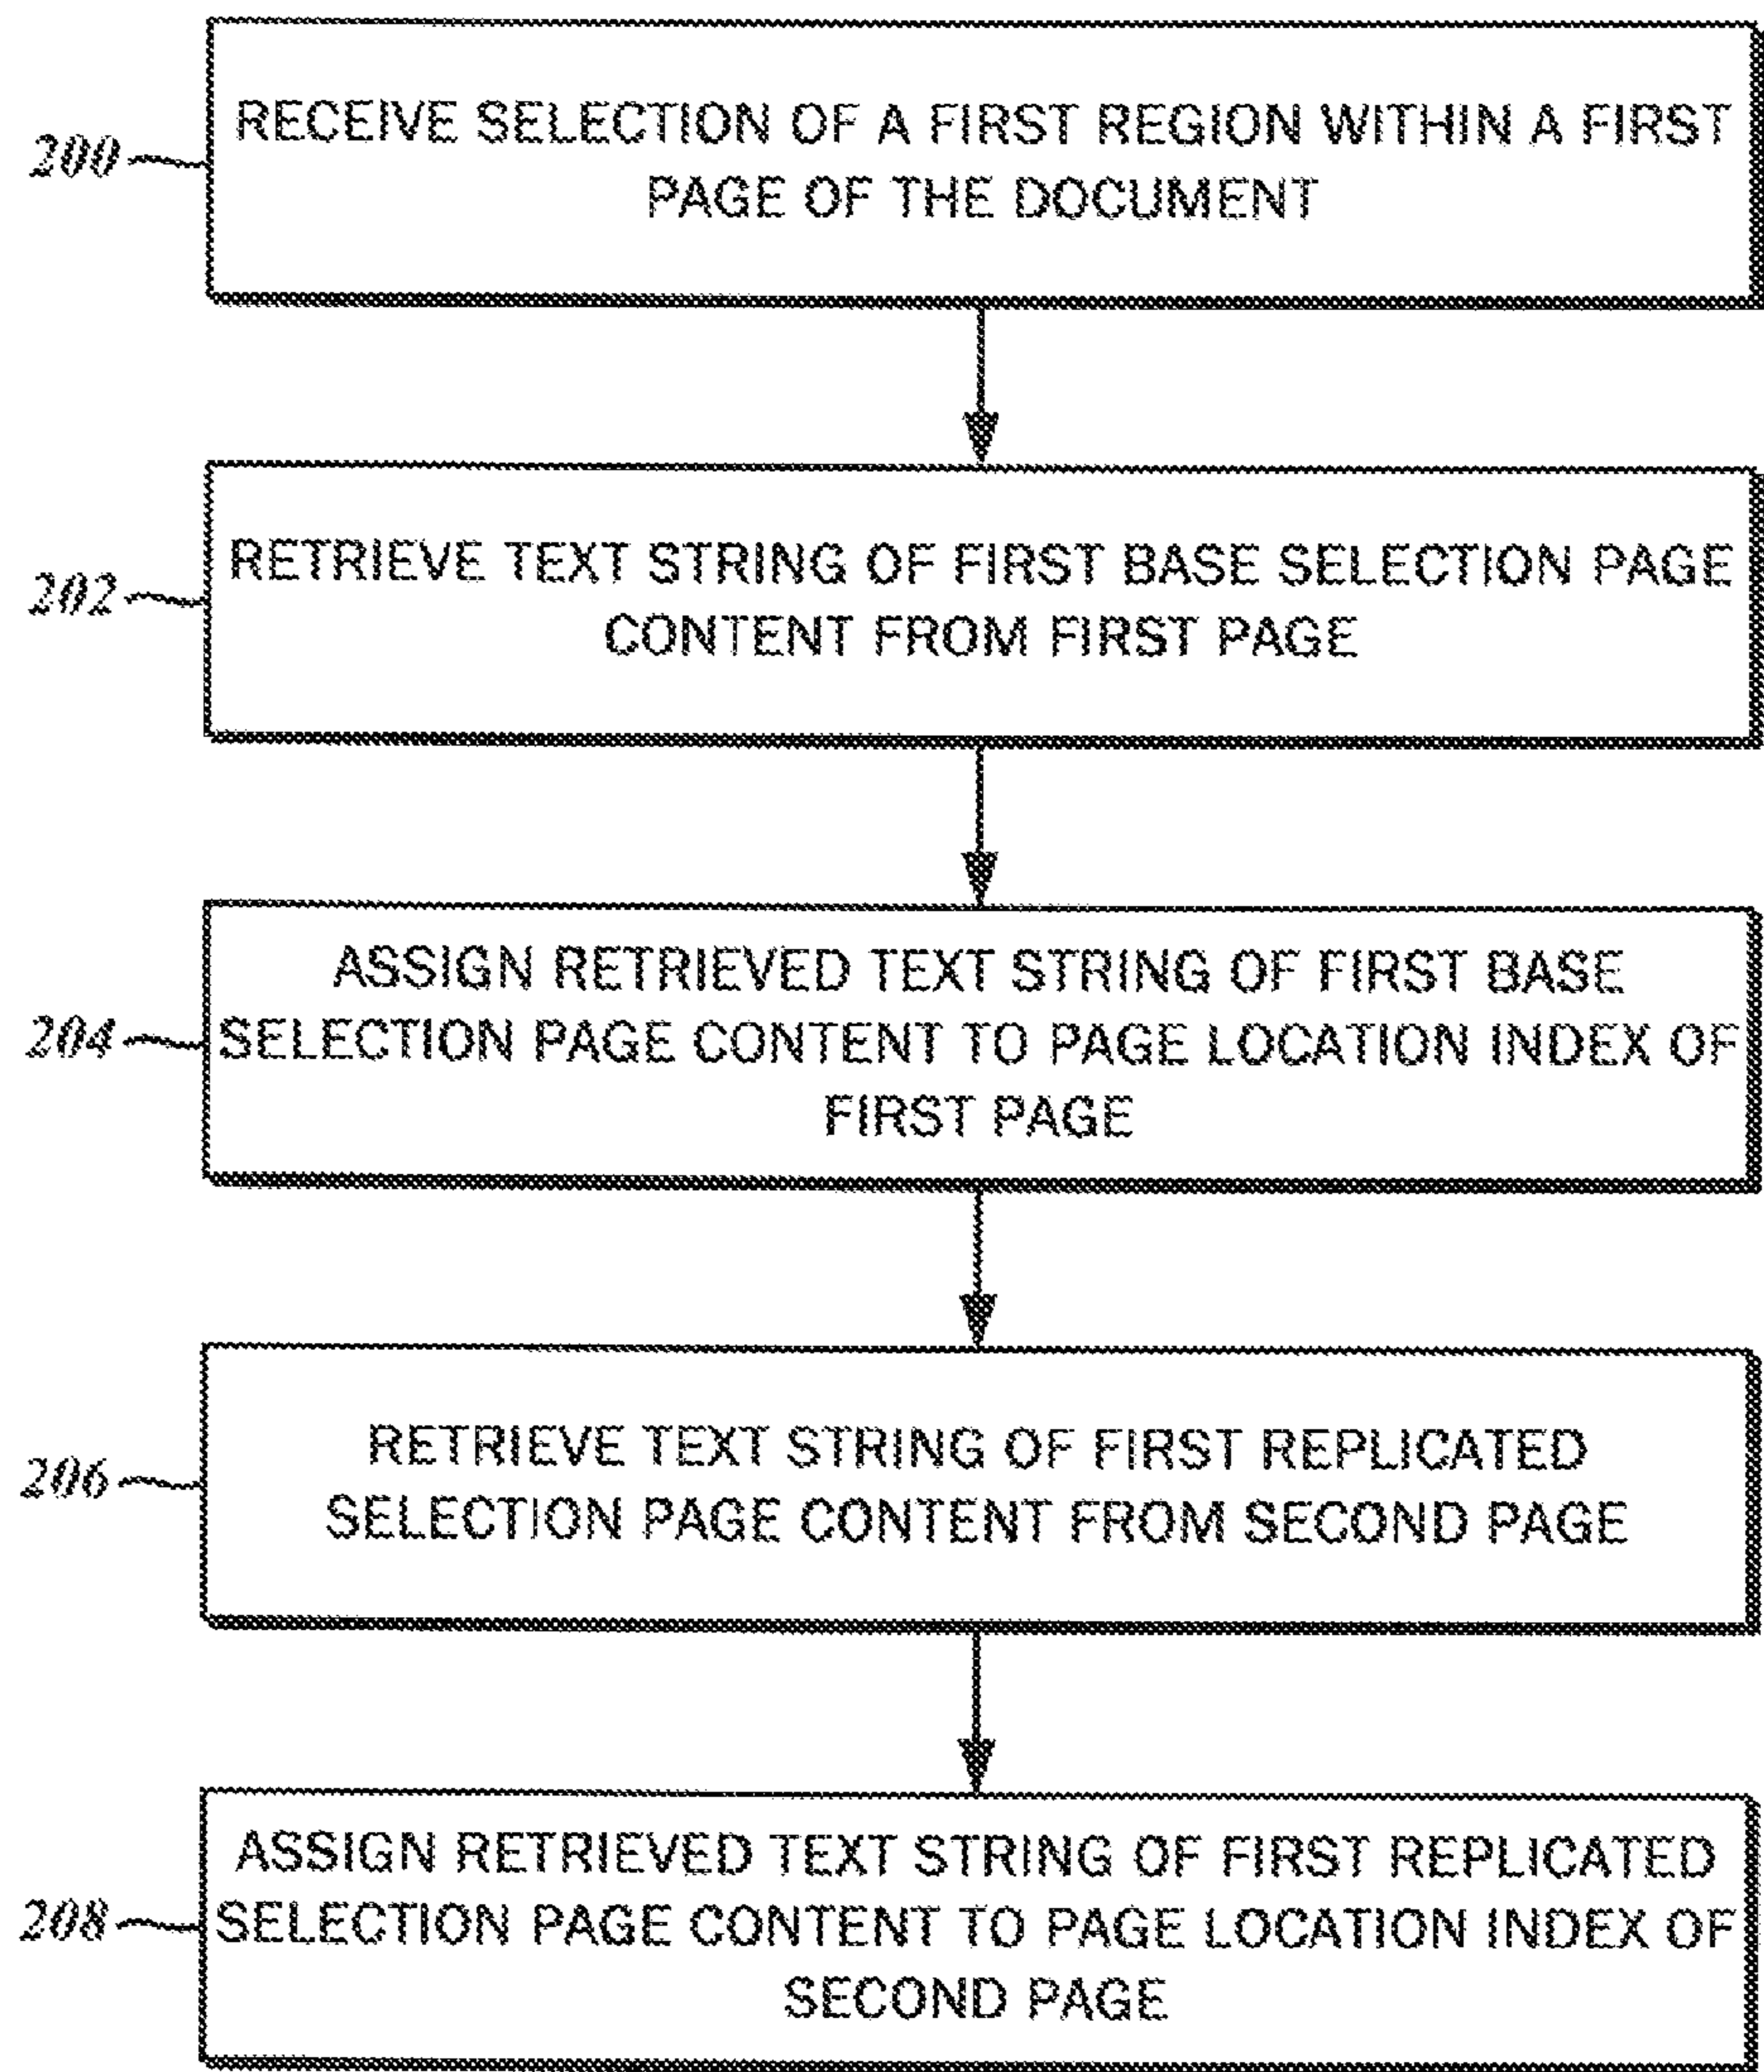 200
RECEIVE SELECTION OF A FIRST REGION WITHIN A FIRST
PAGE OF THE DOCUMENT
202
RETRIEVE TEXT STRING OF FIRST BASE SELECTION PAGE
CONTENT FROM FIRST PAGE
204
ASSIGN RETRIEVED TEXT STRING OF FIRST BASE
SELECTION PAGE CONTENT TO PAGE LOCATION INDEX OF
FIRST PAGE
206
RETRIEVE TEXT STRING OF FIRST REPLICATED
SELECTION PAGE CONTENT FROM SECOND PAGE
208
ASSIGN RETRIEVED TEXT STRING OF FIRST REPLICATED
SELECTION PAGE CONTENT TO PAGE LOCATION INDEX OF
SECOND PAGE